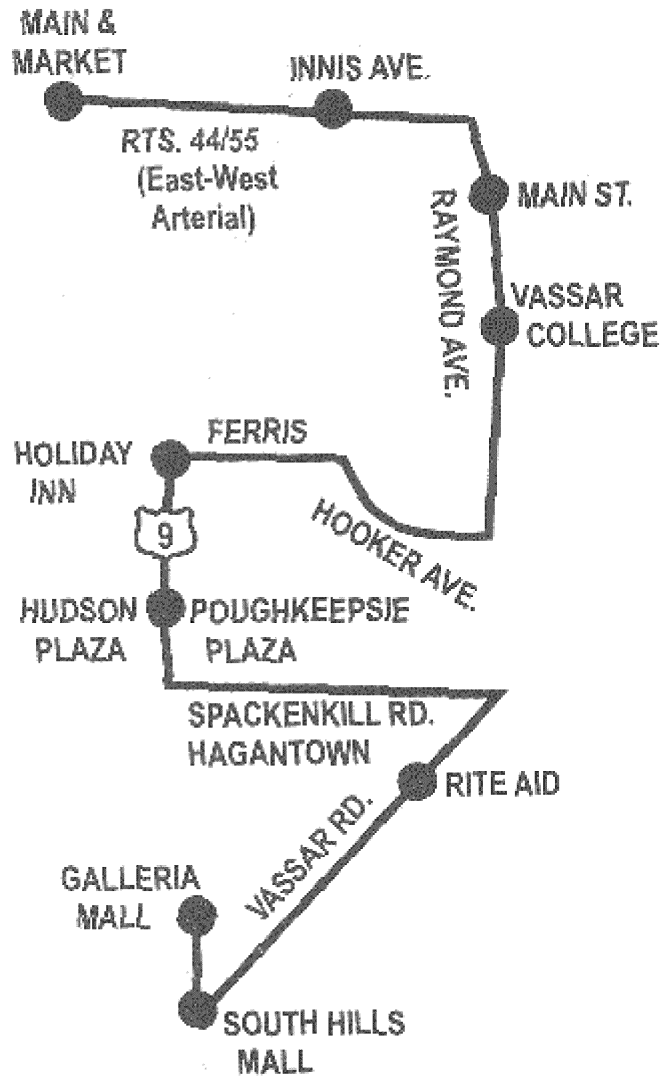 MAIN &
MARKET
INNIS AVE.
RTS. 44/55
(East-West
Arterial)
MAIN ST.
RAYMOND AVE.
VASSAR
COLLEGE
FERRIS
HOLIDAY
INN
HOOKER AVE.
9
HUDSON
PLAZA
POUGHKEEPSIE
PLAZA
SPACKENKILL RD.
HAGANTOWN
RITE AID
VASSAR RD.
GALLERIA
MALL
SOUTH HILLS
MALL